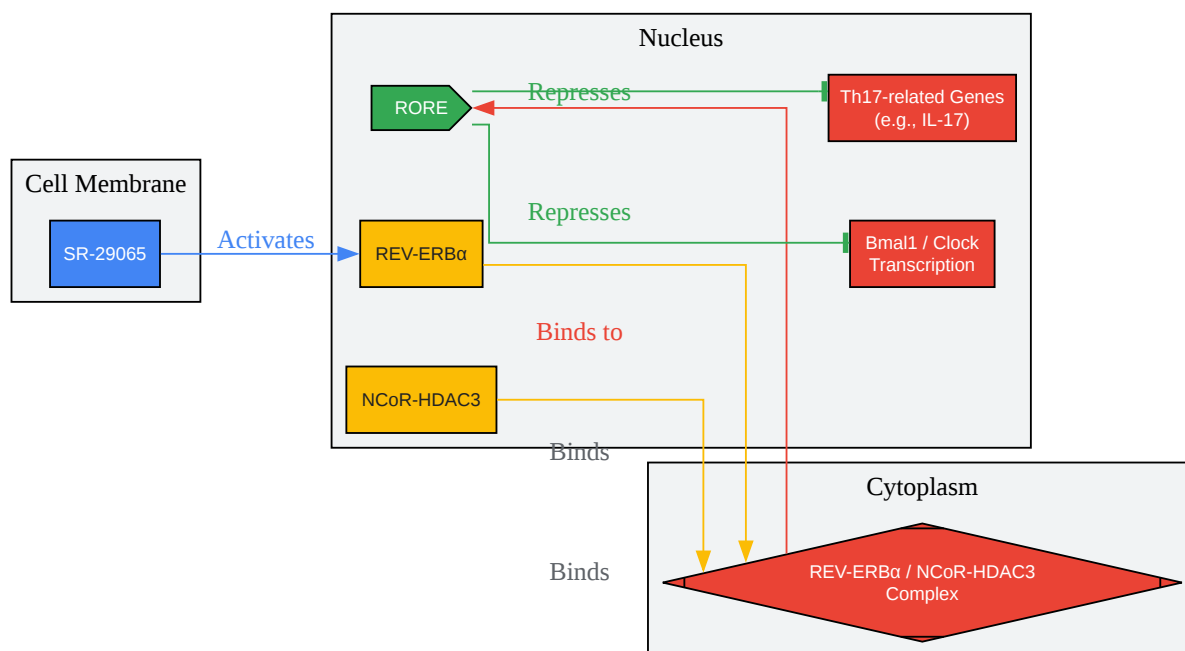 Nucleus
RORE
Represses
Th17-related Genes
(e.g., IL-17)
Cell Membrane
SR-29065
Activates
REV-ERBα
Represses
Bmal1 / Clock
Transcription
Binds to
NCoR-HDAC3
Binds
Cytoplasm
Binds
REV-ERBα / NCoR-HDAC3
Complex